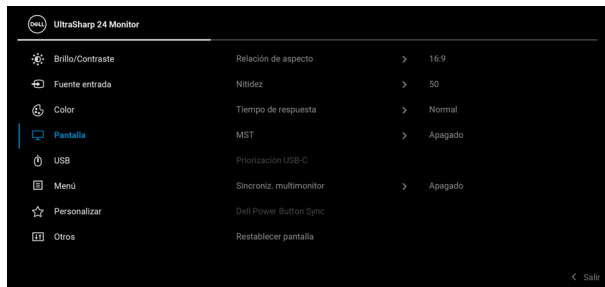 DELL UltraSharp 24 Monitor
Brillo/Contraste Relación de aspecto > 16:9
Fuente entrada Nitidez > 50
Color Tiempo de respuesta > Normal
Pantalla MST > Apagado
USB Priorización USB-C
Menú Sincroniz. multimonitor > Apagado
Personalizar Dell Power Button Sync
Otros Restablecer pantalla
< Salir